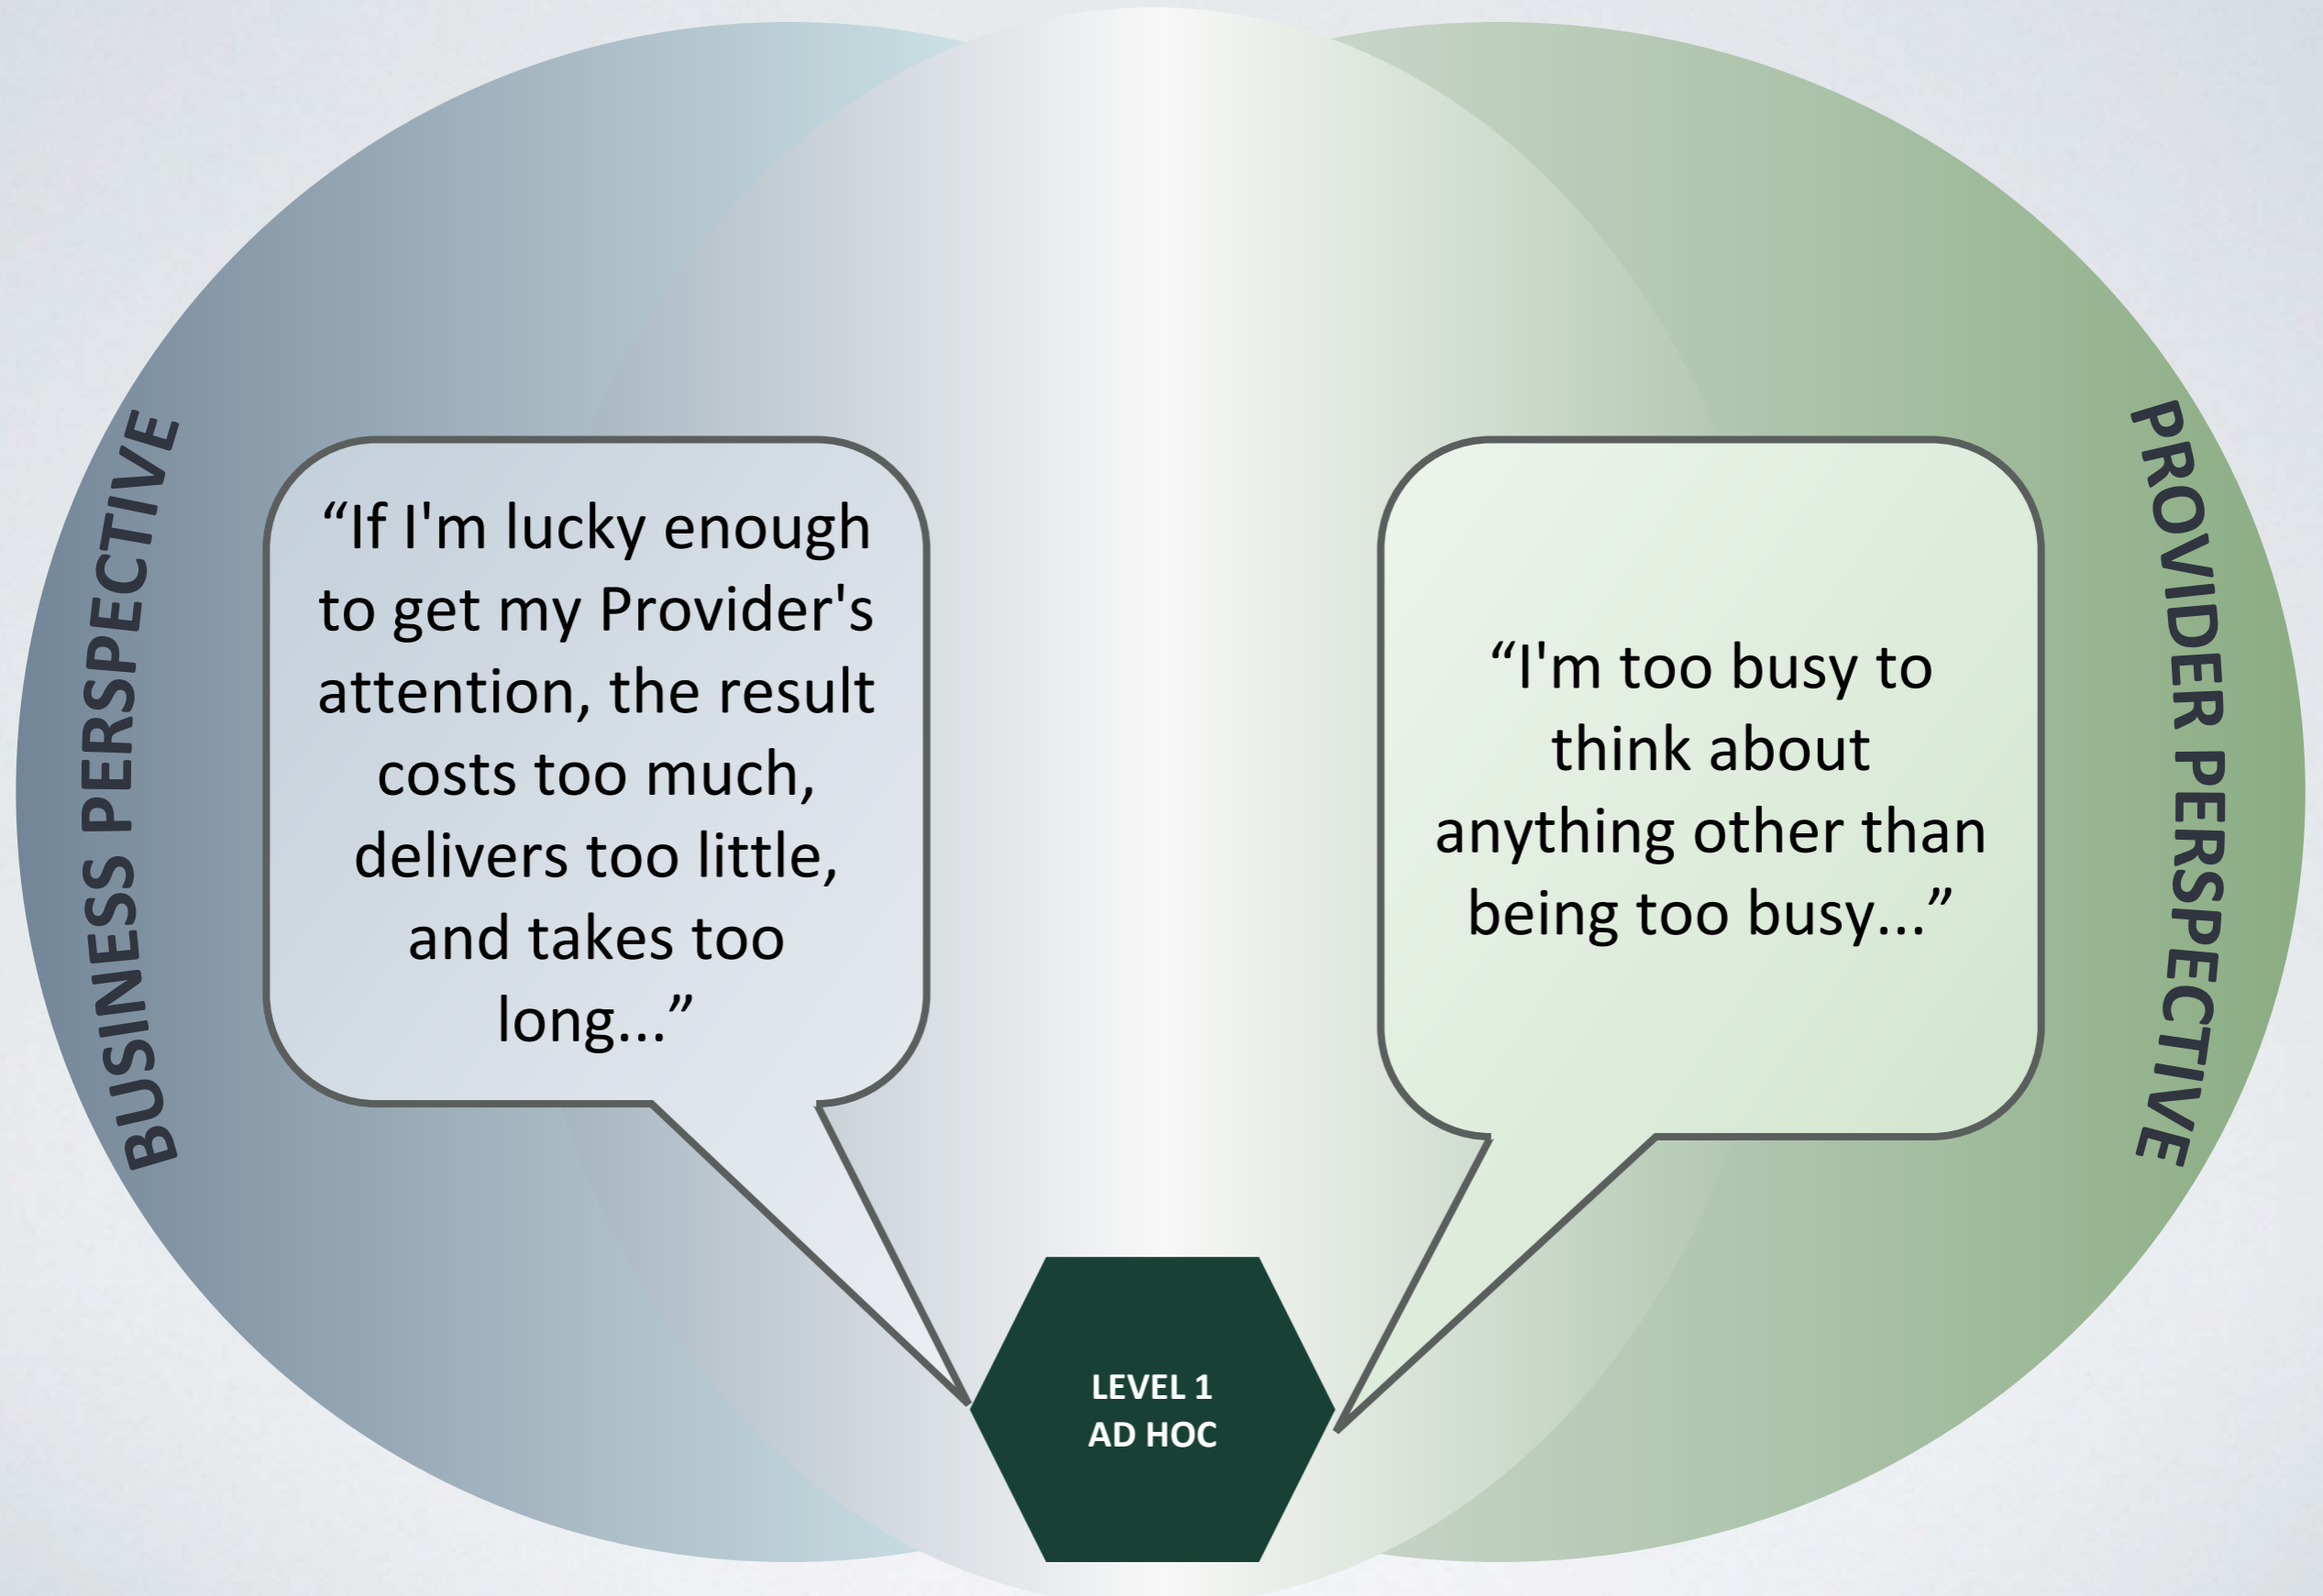 BUSINESS PERSPECTIVE
“If I'm lucky enough
to get my Provider's
attention, the result
costs too much,
delivers too little,
and takes too
long...”
“I'm too busy to
think about
anything other than
being too busy...”
PROVIDER PERSPECTIVE
LEVEL 1
AD HOC